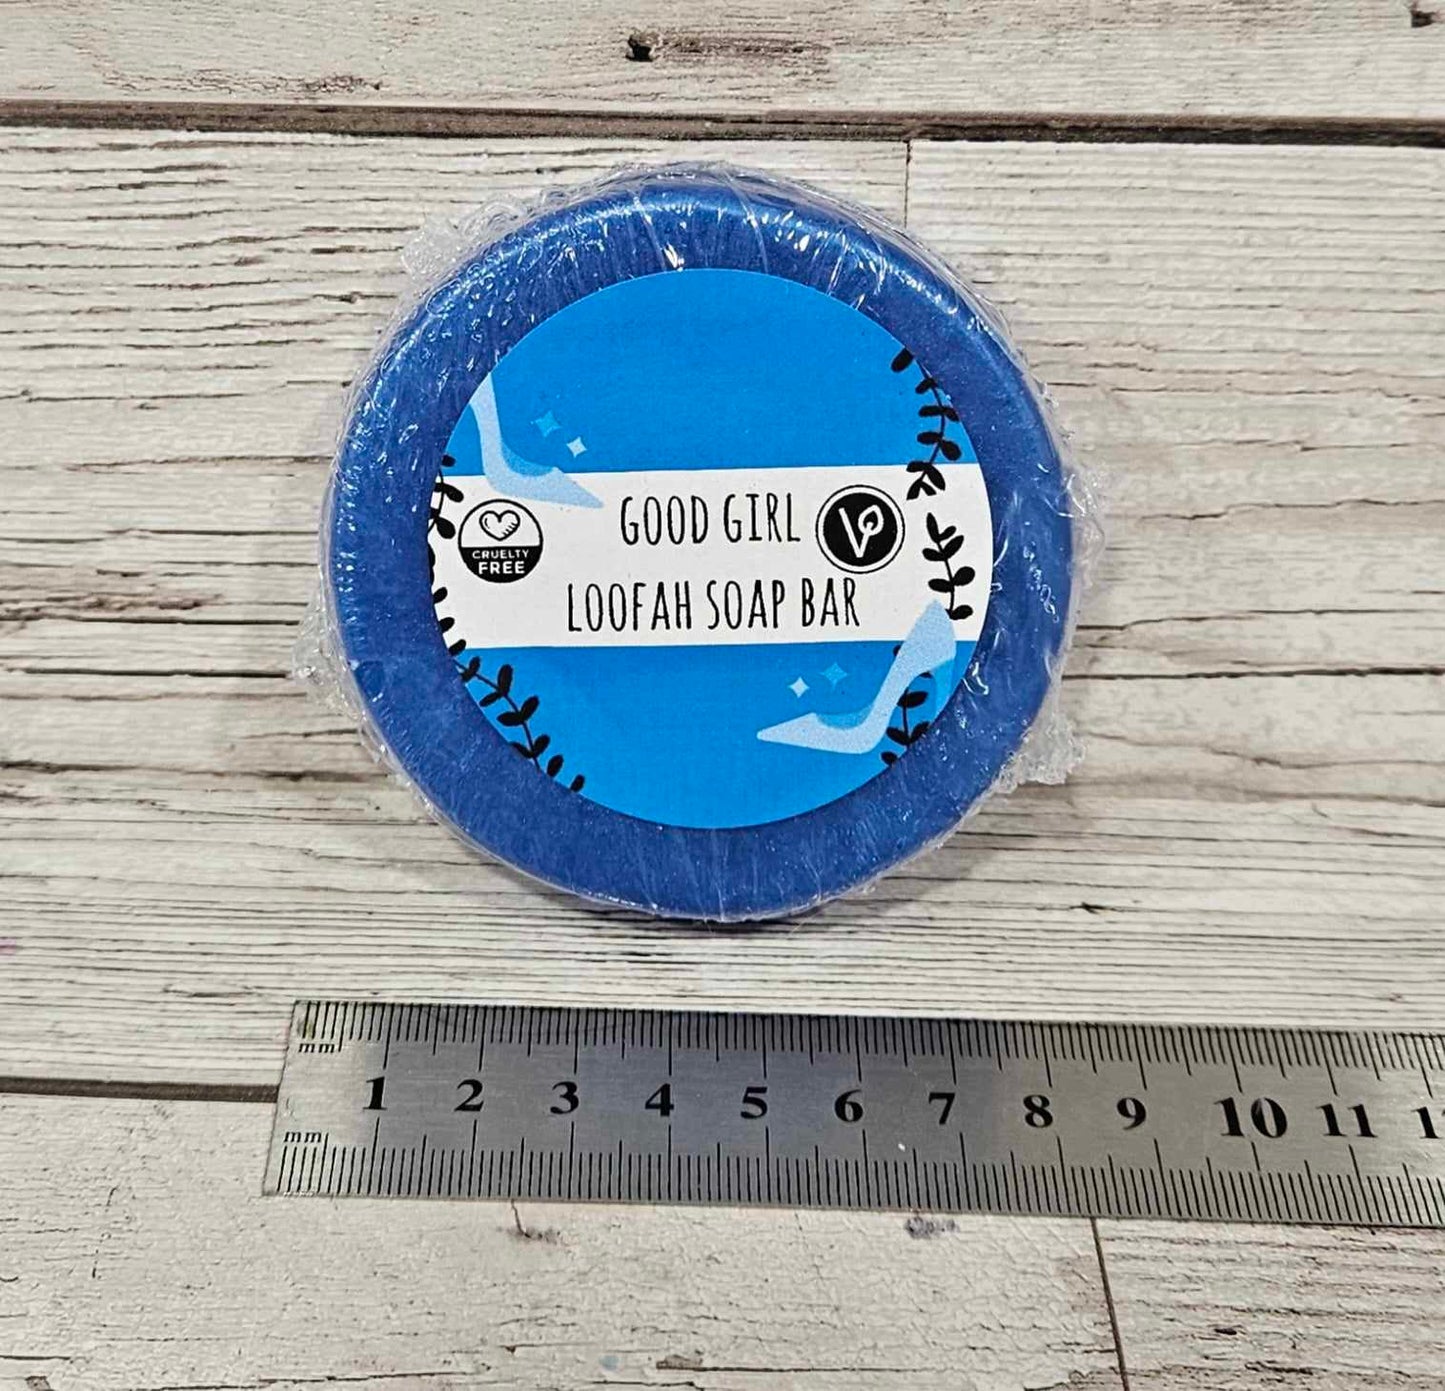 CRUELTY
FREE
GOOD GIRL
V
LOOFAH SOAP BAR
mm
1 2 3 4 5 6 7 8 9 10 11
mm